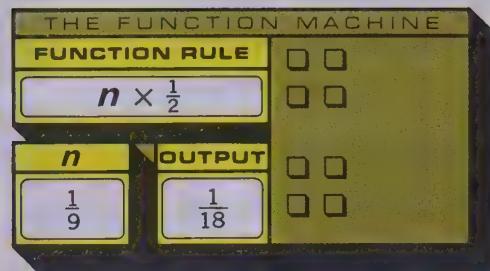 THE FUNCTION MACHINE
FUNCTION RULE
n × 1/2
n OUTPUT
1/9 1/18